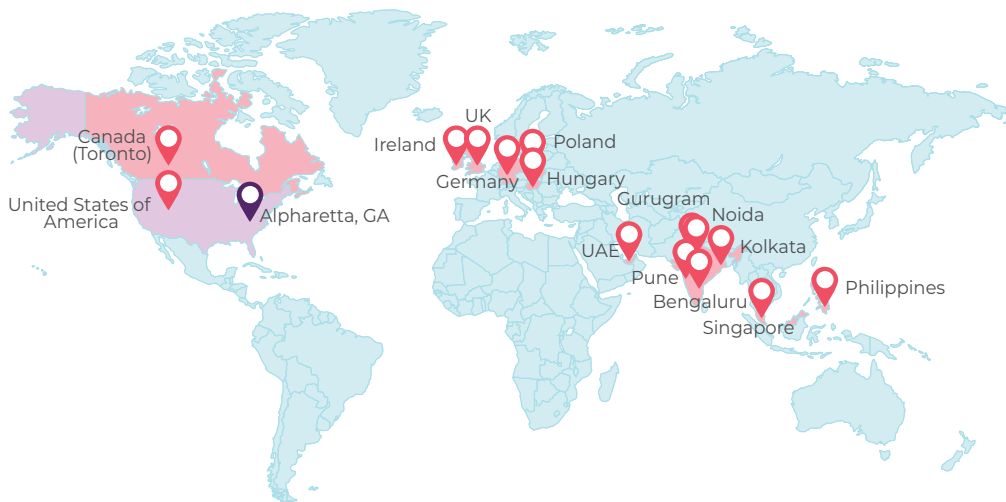 UK
Canada
(Toronto)
Ireland
Poland
Germany
Hungary
United States of
America
Alpharetta, GA
Gurugram
Noida
UAE
Kolkata
Pune
Bengaluru
Philippines
Singapore